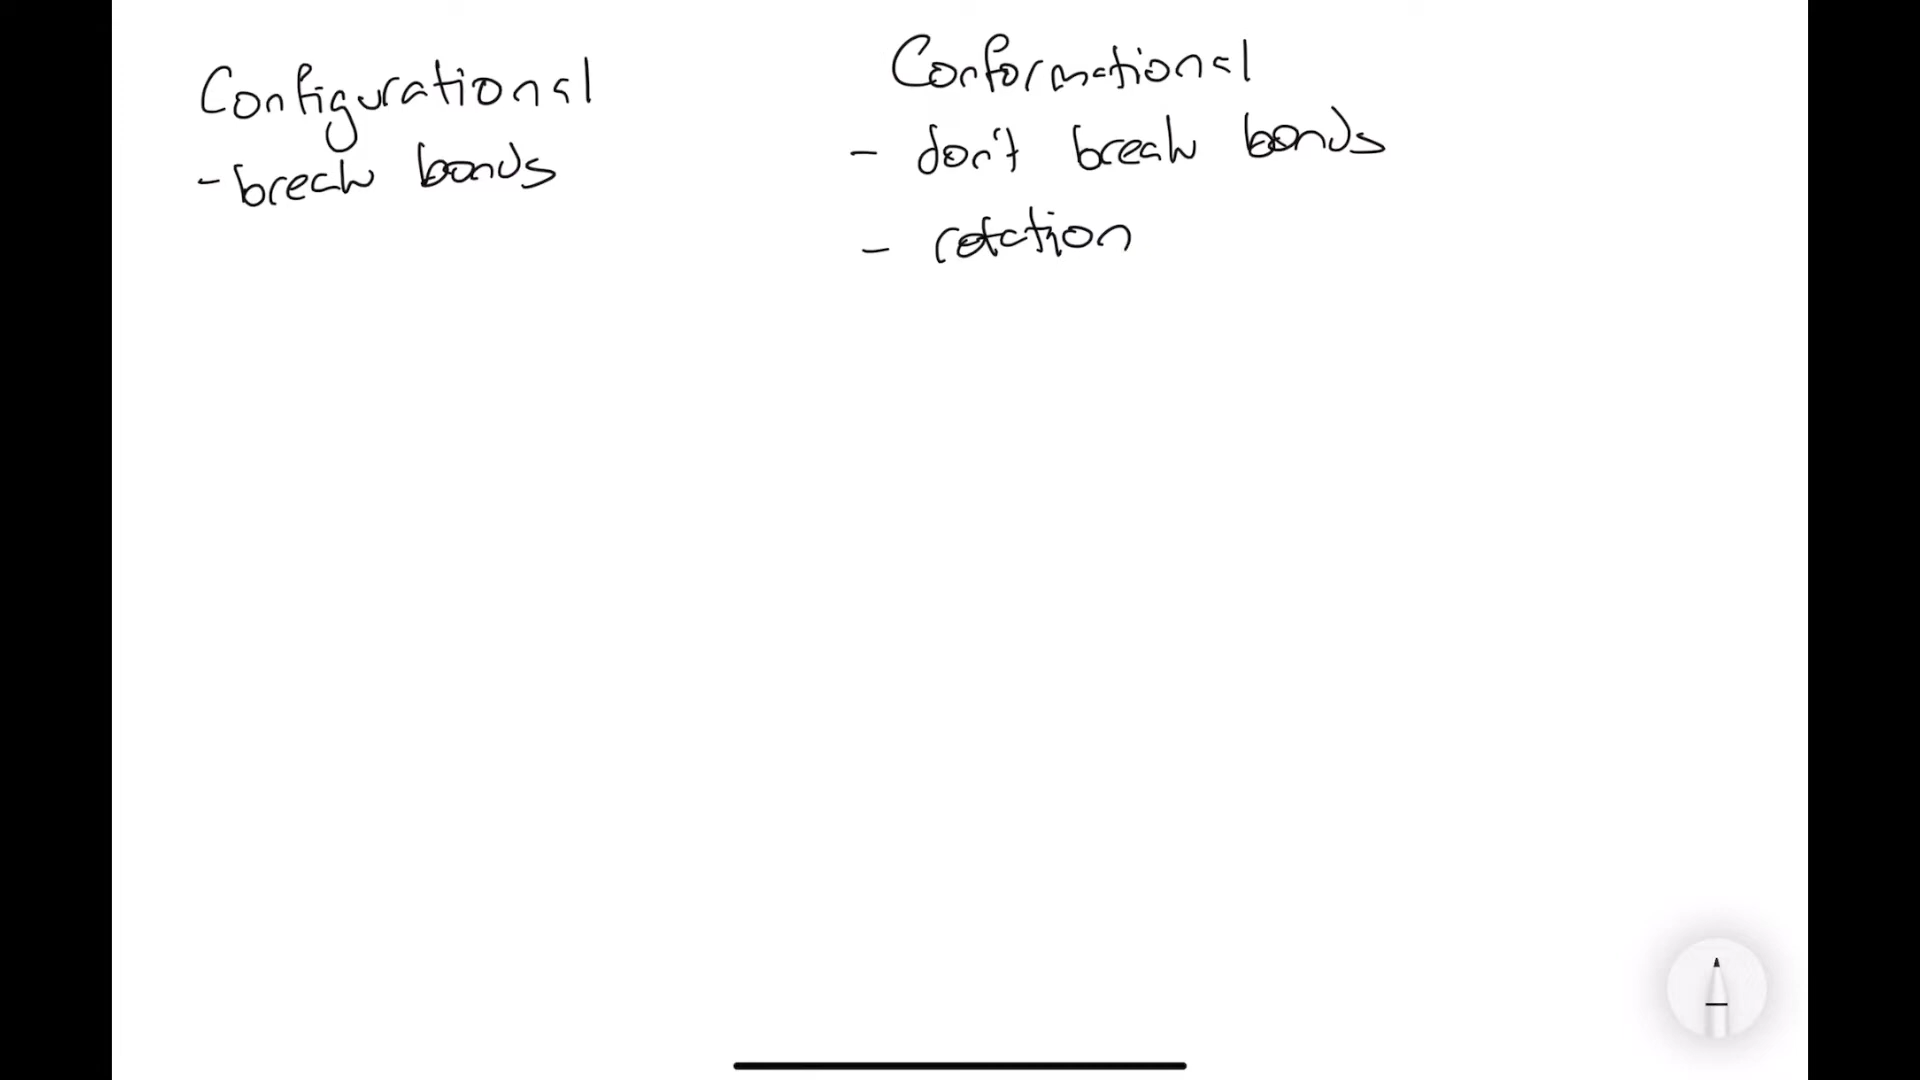 Configurational
- break bonds
Conformational
- don't break bonds
- rotation